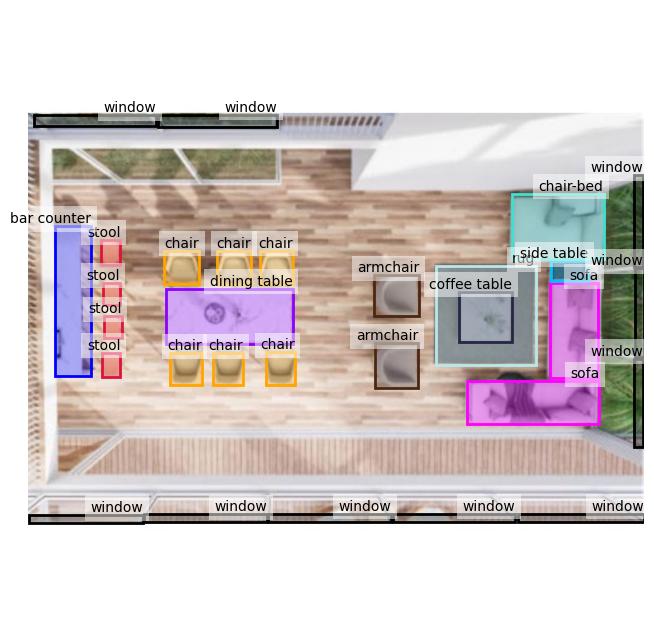 window
window
window
chair-bed
bar counter
stool
chair
chair
chair
side table
rug
window
armchair
stool
sofa
dining table
coffee table
stool
armchair
stool
chair
chair
chair
window
sofa
window
window
window
window
window